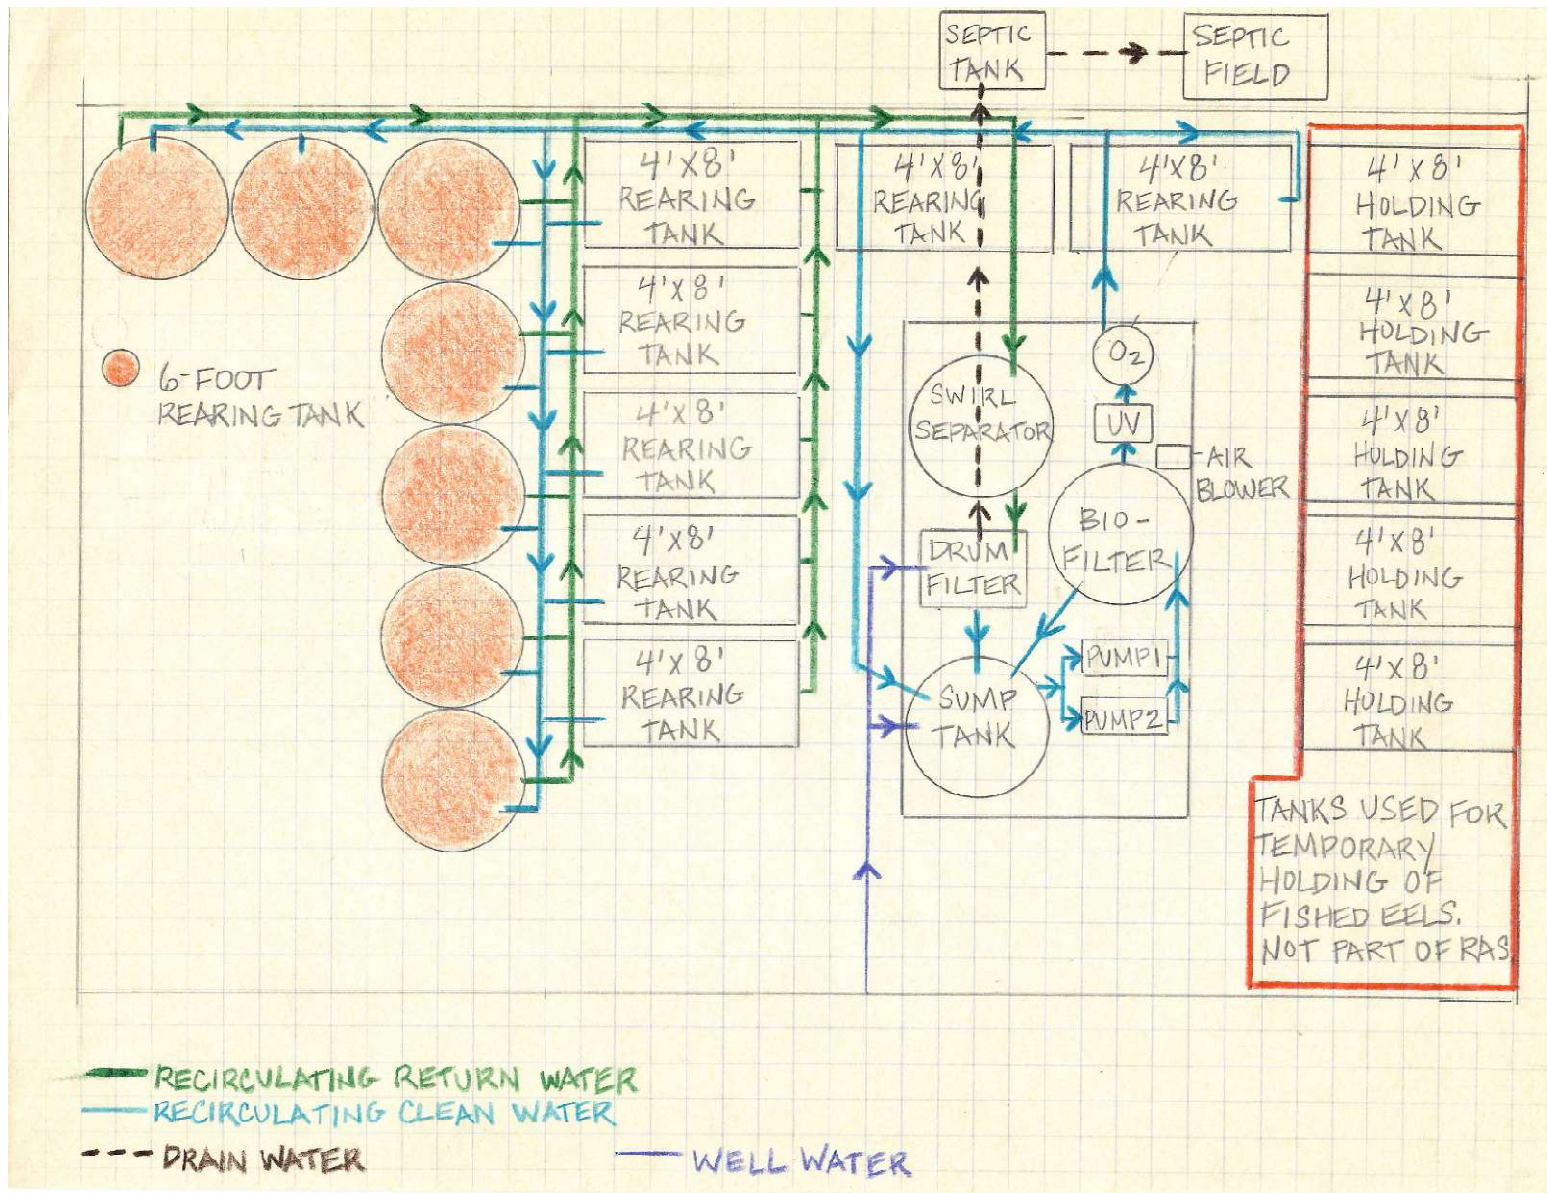 SEPTIC
TANK
SEPTIC
FIELD
4'X8'
REARING
TANK
4'X8'
REARING
TANK
4'X8'
REARING
TANK
4'X8'
HOLDING
TANK
4'X8'
REARING
TANK
4'X8'
HOLDING
TANK
6-FOOT
REARING TANK
O2
SWIRL
SEPARATOR
UV
AIR
BLOWER
4'X8'
REARING
TANK
4'X8'
HOLDING
TANK
BIO-
FILTER
DRUM
FILTER
4'X8'
REARING
TANK
4'X8'
HOLDING
TANK
4'X8'
REARING
TANK
SUMP
TANK
PUMP1
PUMP2
4'X8'
HOLDING
TANK
TANKS USED FOR
TEMPORARY
HOLDING OF
FISHED EELS.
NOT PART OF RAS
RECIRCULATING RETURN WATER
RECIRCULATING CLEAN WATER
DRAIN WATER
WELL WATER